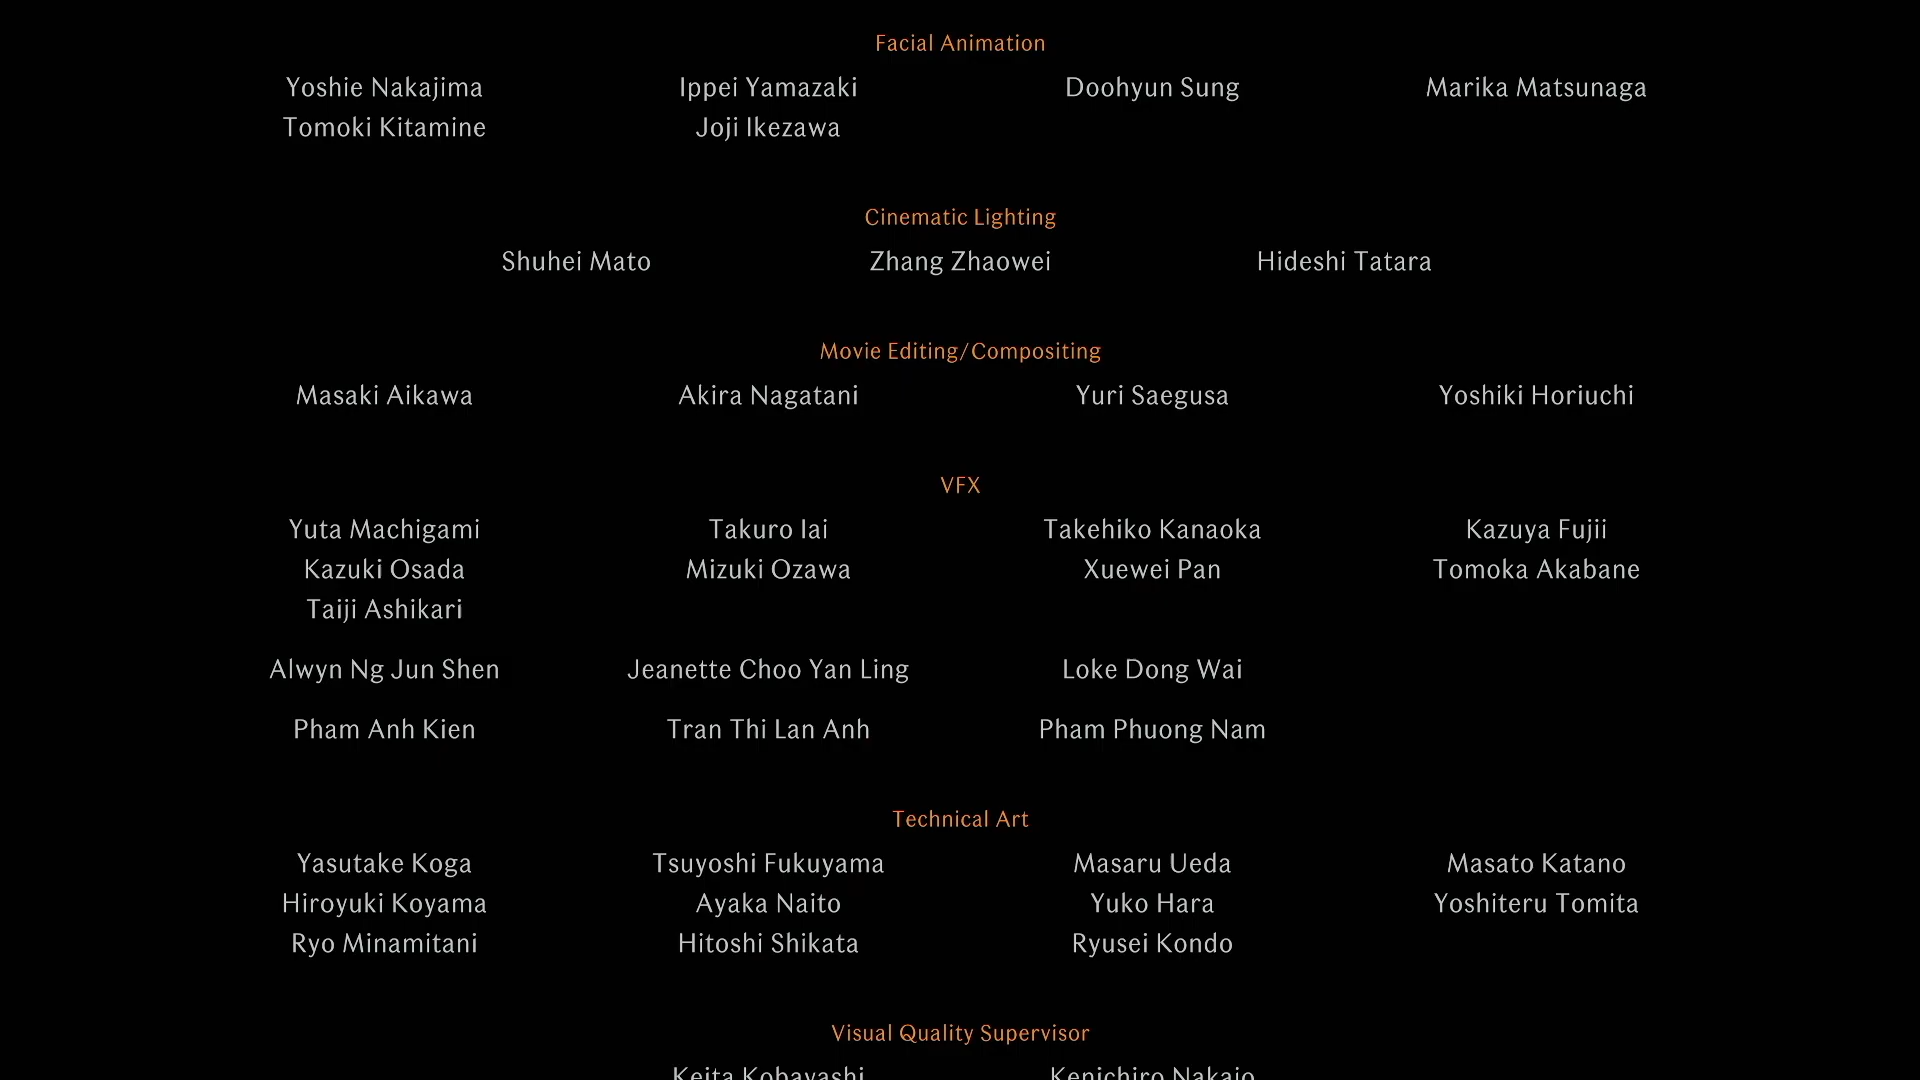 Facial Animation
Yoshie Nakajima Ippei Yamazaki Doohyun Sung Marika Matsunaga
Tomoki Kitamine Joji Ikezawa
Cinematic Lighting
Shuhei Mato Zhang Zhaowei Hideshi Tatara
Movie Editing/Compositing
Masaki Aikawa Akira Nagatani Yuri Saegusa Yoshiki Horiuchi
VFX
Yuta Machigami Takuro Iai Takehiko Kanaoka Kazuya Fujii
Kazuki Osada Mizuki Ozawa Xuewei Pan Tomoka Akabane
Taiji Ashikari
Alwyn Ng Jun Shen Jeanette Choo Yan Ling Loke Dong Wai
Pham Anh Kien Tran Thi Lan Anh Pham Phuong Nam
Technical Art
Yasutake Koga Tsuyoshi Fukuyama Masaru Ueda Masato Katano
Hiroyuki Koyama Ayaka Naito Yuko Hara Yoshiteru Tomita
Ryo Minamitani Hitoshi Shikata Ryusei Kondo
Visual Quality Supervisor
Keita Kobayashi Kenichiro Nakajo